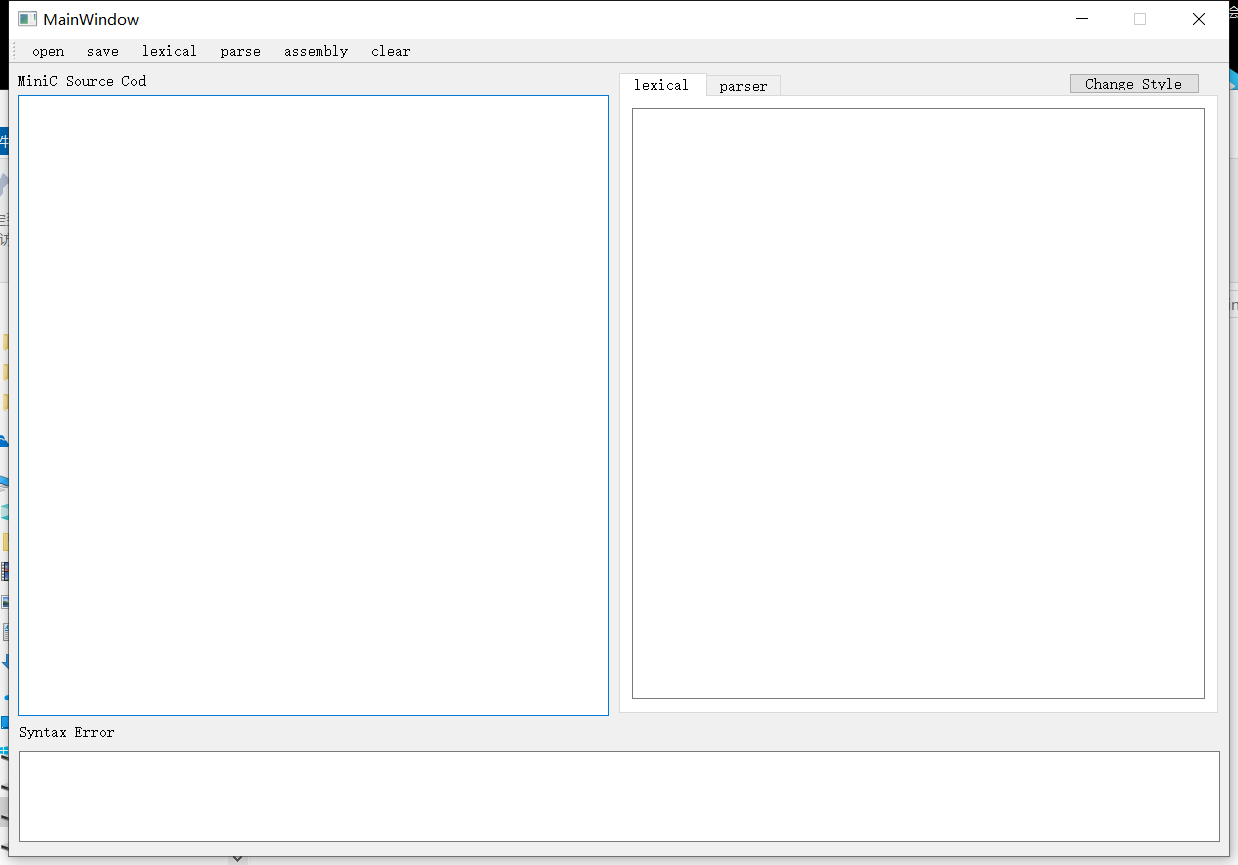 MainWindow
open save lexical parse assembly clear
MiniC Source Cod
lexical parser Change Style
Syntax Error